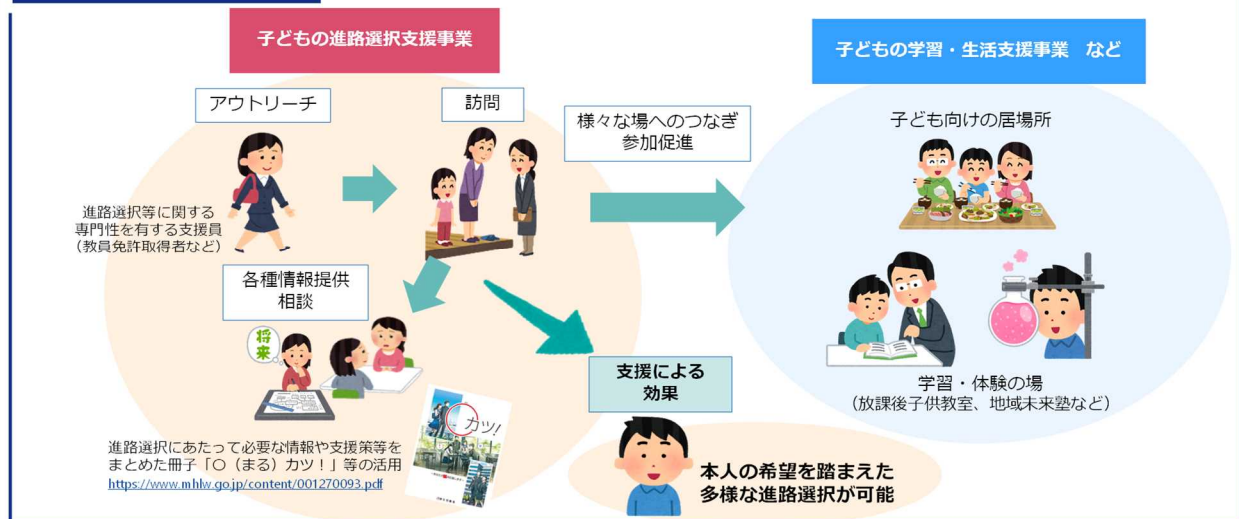 子どもの進路選択支援事業
アウトリーチ
訪問
進路選択等に関する
専門性を有する支援員
(教員免許取得者など)
各種情報提供
相談
将来
カツ!
進路選択にあたって必要な情報や支援策等を
まとめた冊子「〇(まる)カツ!」等の活用
https://www.mhlw.go.jp/content/001270093.pdf
様々な場へのつなぎ
参加促進
支援による
効果
本人の希望を踏まえた
多様な進路選択が可能
子どもの学習・生活支援事業 など
子ども向けの居場所
学習・体験の場
(放課後子供教室、地域未来塾など)